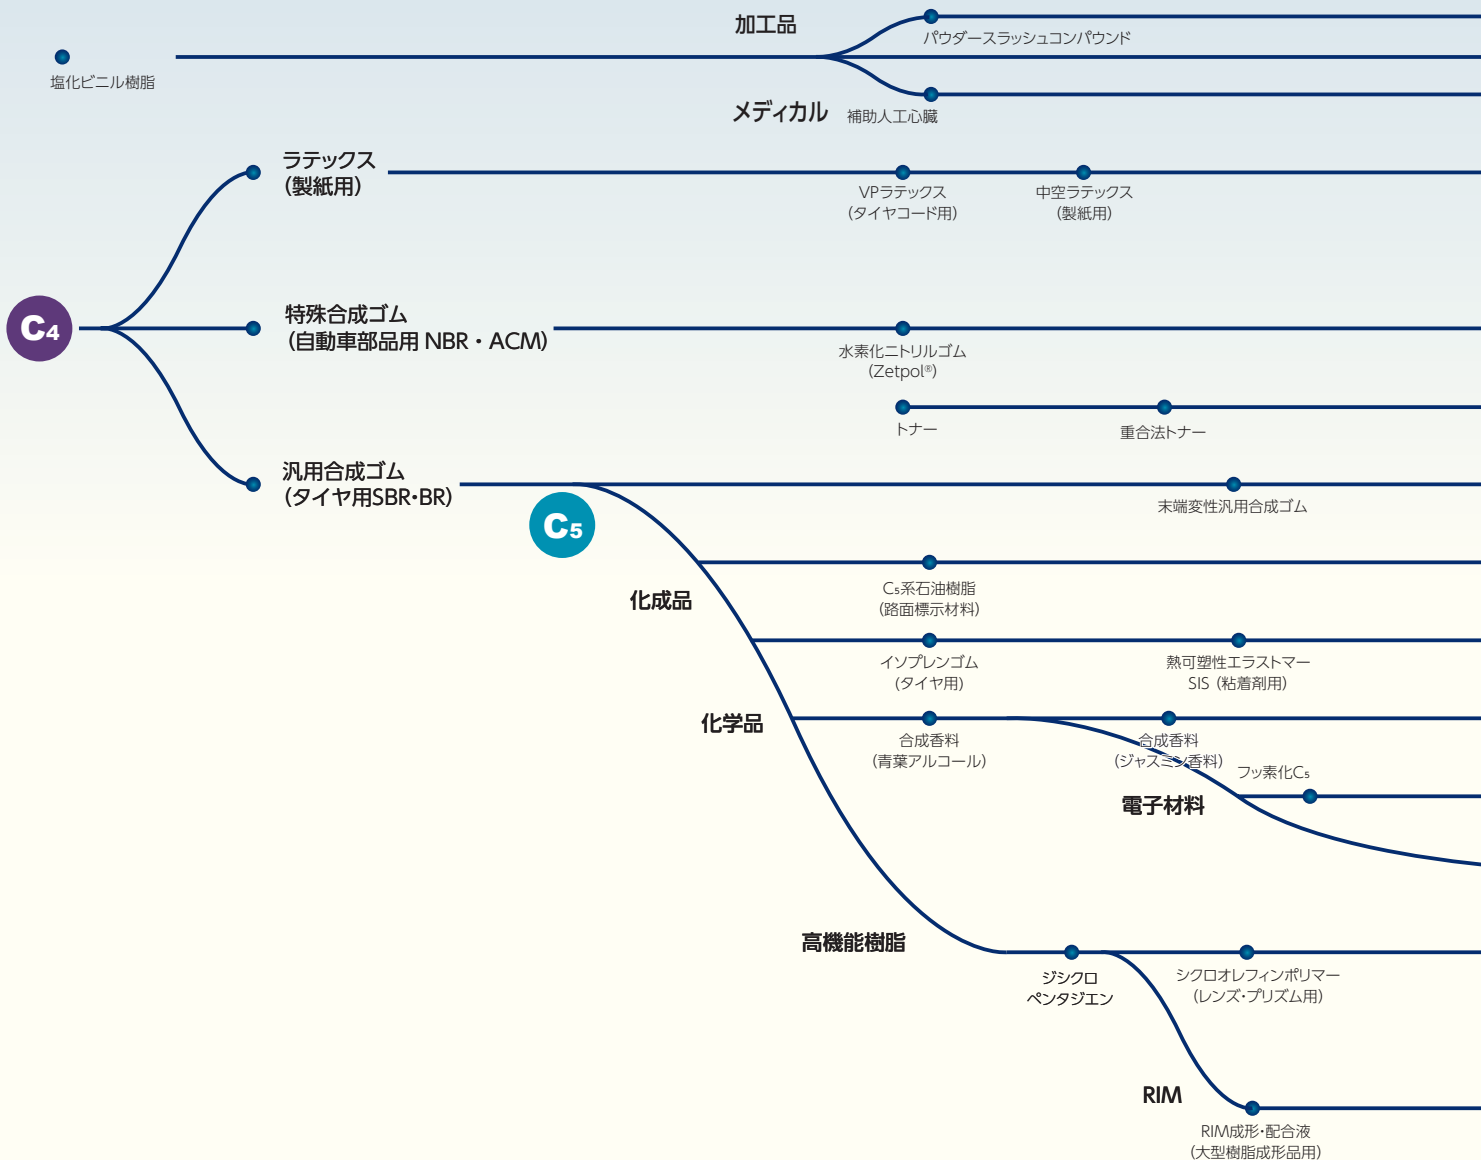 加工品
パウダースラッシュコンパウンド
塩化ビニル樹脂
メディカル
補助人工心臓
ラテックス
（製紙用）
VPラテックス
（タイヤコード用）
中空ラテックス
（製紙用）
C4
特殊合成ゴム
（自動車部品用 NBR・ACM）
水素化ニトリルゴム
（Zetpol®）
トナー
重合法トナー
汎用合成ゴム
（タイヤ用SBR・BR）
C5
末端変性汎用合成ゴム
化成品
C5系石油樹脂
（路面標示材料）
イソプレンゴム
（タイヤ用）
熱可塑性エラストマー
SIS（粘着剤用）
化学品
合成香料
（青葉アルコール）
合成香料
（ジャスミン香料）
フッ素化C5
電子材料
高機能樹脂
ジシクロ
ペンタジエン
シクロオレフィンポリマー
（レンズ・プリズム用）
RIM
RIM成形・配合液
（大型樹脂成形品用）